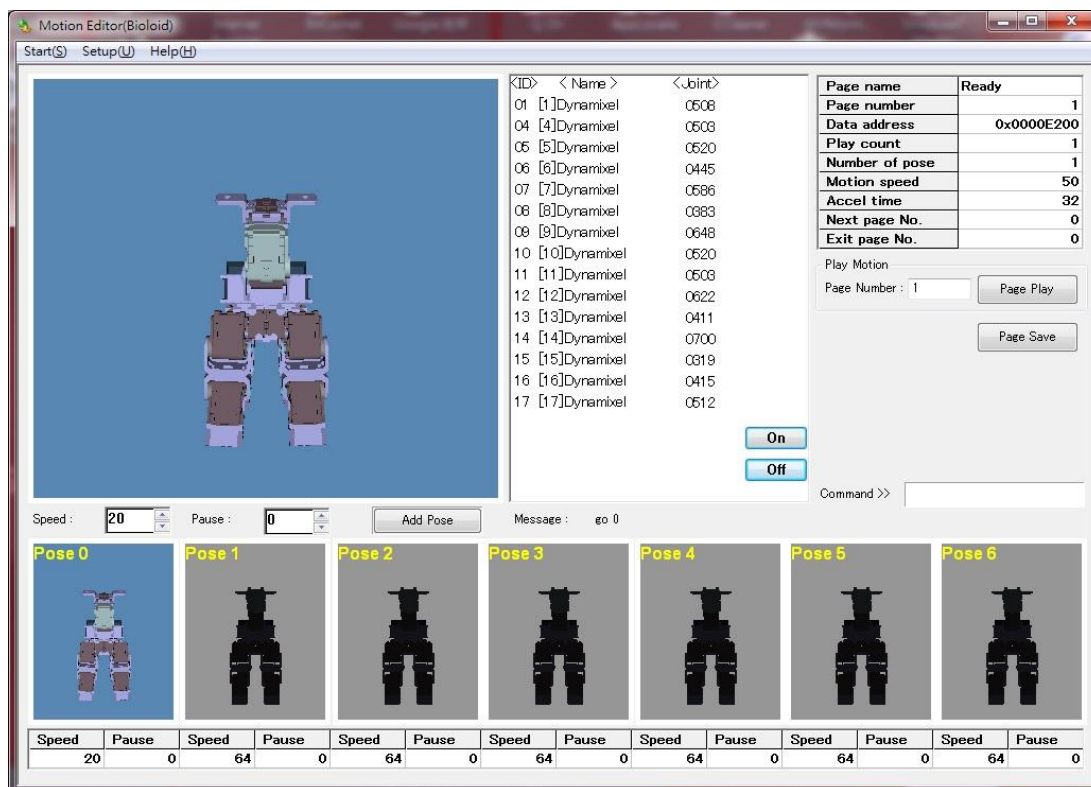 Motion Editor(Bioloid)
Start(S) Setup(U) Help(H)
<ID> < Name > <Joint>
01 [1]Dynamixel 0508
04 [4]Dynamixel 0503
05 [5]Dynamixel 0520
06 [6]Dynamixel 0445
07 [7]Dynamixel 0586
08 [8]Dynamixel 0383
09 [9]Dynamixel 0648
10 [10]Dynamixel 0520
11 [11]Dynamixel 0503
12 [12]Dynamixel 0622
13 [13]Dynamixel 0411
14 [14]Dynamixel 0700
15 [15]Dynamixel 0319
16 [16]Dynamixel 0415
17 [17]Dynamixel 0512
On
Off
Page name Ready
Page number 1
Data address 0x0000E200
Play count 1
Number of pose 1
Motion speed 50
Accel time 32
Next page No. 0
Exit page No. 0
Play Motion
Page Number : 1 Page Play
Page Save
Command >>
Speed : 20 Pause : 0 Add Pose Message : go 0
Pose 0 Pose 1 Pose 2 Pose 3 Pose 4 Pose 5 Pose 6
Speed Pause Speed Pause Speed Pause Speed Pause Speed Pause Speed Pause Speed Pause
20 0 64 0 64 0 64 0 64 0 64 0 64 0